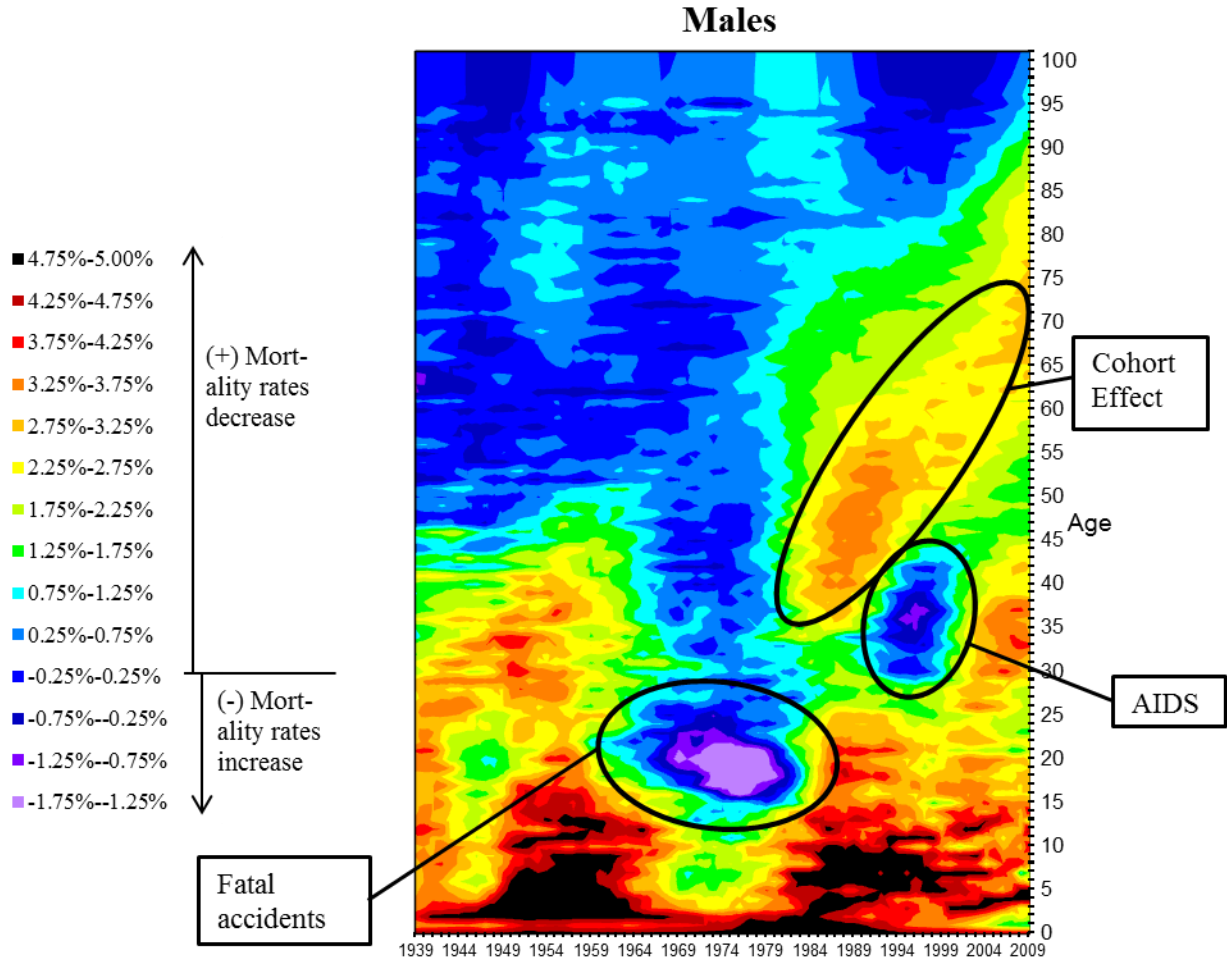 Males
4.75%-5.00%
4.25%-4.75%
3.75%-4.25%
3.25%-3.75%
2.75%-3.25%
2.25%-2.75%
1.75%-2.25%
1.25%-1.75%
0.75%-1.25%
0.25%-0.75%
-0.25%-0.25%
-0.75%--0.25%
-1.25%--0.75%
-1.75%--1.25%
(+) Mort-
ality rates
decrease
(-) Mort-
ality rates
increase
Fatal
accidents
Cohort
Effect
AIDS
100
95
90
85
80
75
70
65
60
55
50
Age
45
40
35
30
25
20
15
10
5
0
1939 1944 1949 1954 1959 1964 1969 1974 1979 1984 1989 1994 1999 2004 2009